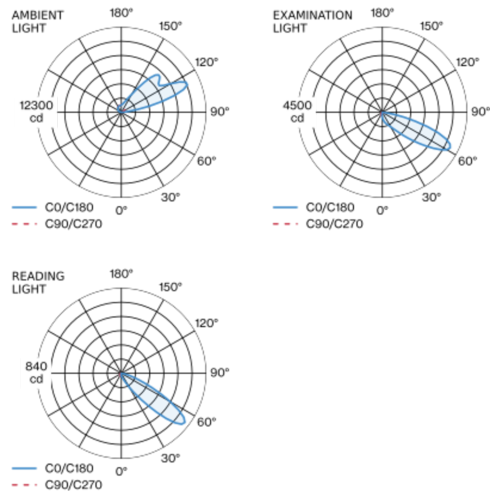 AMBIENT
LIGHT
180°
150°
120°
12300
cd
90°
60°
30°
0°
C0/C180
C90/C270
EXAMINATION
LIGHT
180°
150°
120°
4500
cd
90°
60°
30°
0°
C0/C180
C90/C270
READING
LIGHT
180°
150°
120°
840
cd
90°
60°
30°
0°
C0/C180
C90/C270